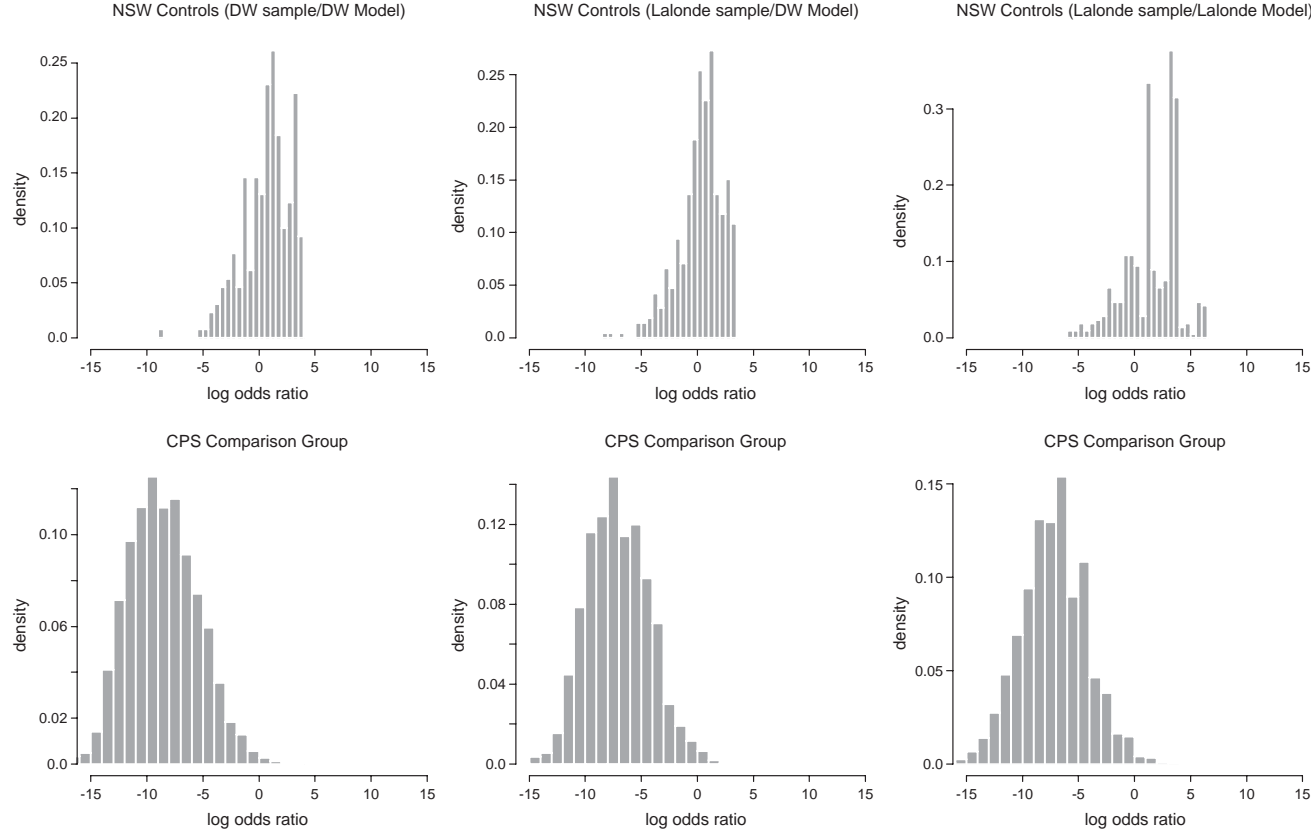 NSW Controls (DW sample/DW Model)
NSW Controls (Lalonde sample/DW Model)
NSW Controls (Lalonde sample/Lalonde Model)
density
0.25
0.20
0.15
0.10
0.05
0.0
-15 -10 -5 0 5 10 15
log odds ratio
density
0.25
0.20
0.15
0.10
0.05
0.0
-15 -10 -5 0 5 10 15
log odds ratio
density
0.3
0.2
0.1
0.0
-15 -10 -5 0 5 10 15
log odds ratio
CPS Comparison Group
CPS Comparison Group
CPS Comparison Group
density
0.10
0.06
0.02
0.0
-15 -10 -5 0 5 10 15
log odds ratio
density
0.12
0.08
0.04
0.0
-15 -10 -5 0 5 10 15
log odds ratio
density
0.15
0.10
0.05
0.0
-15 -10 -5 0 5 10 15
log odds ratio